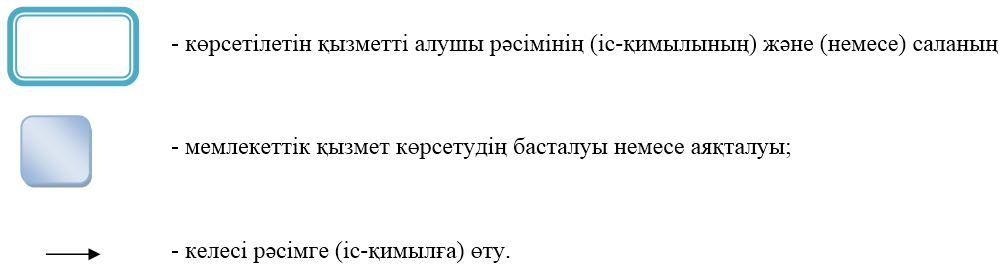 - көрсетілетін қызметті алушы рәсімінің (іс-қимылының) және (немесе) саланың
- мемлекеттік қызмет көрсетудің басталуы немесе аяқталуы;
- келесі рәсімге (іс-қимылға) өту.